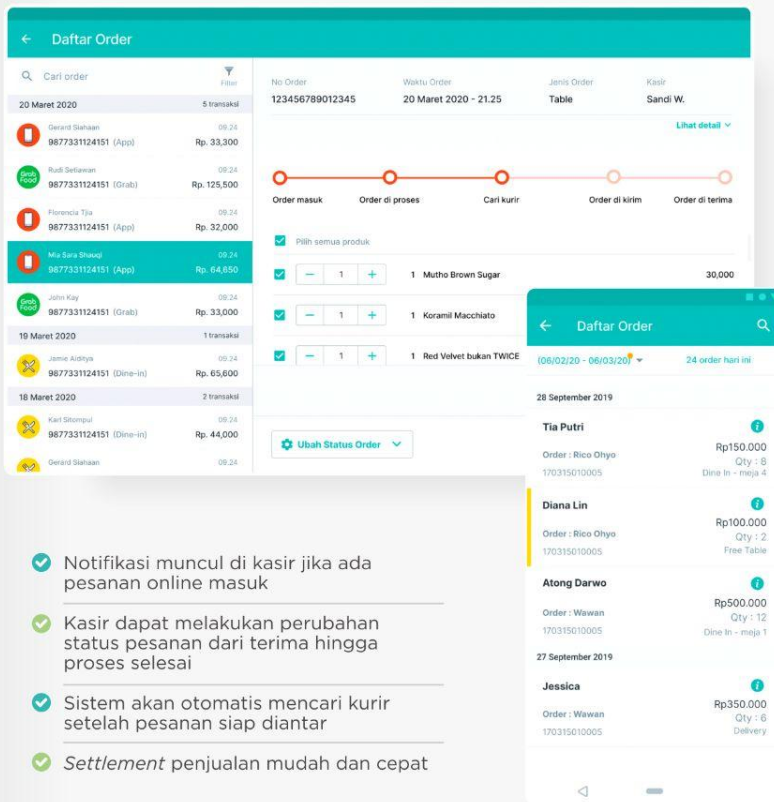 Daftar Order
Cari order
Filter
20 Maret 2020 5 transaksi
Gerard Siahaan 09.24
9877331124151 (App) Rp. 33,300
Grab Food
Rudi Setiawan 09.24
9877331124151 (Grab) Rp. 125,500
Florencia Tjia 09.24
9877331124151 (App) Rp. 32,000
Mia Sara Shauqi 09.24
9877331124151 (App) Rp. 64,650
Grab Food
John Kay 09.24
9877331124151 (Grab) Rp. 33,000
19 Maret 2020 1 transaksi
Jamie Aiditya 09.24
9877331124151 (Dine-in) Rp. 65,600
18 Maret 2020 2 transaksi
Karl Sitompul 09.24
9877331124151 (Dine-in) Rp. 44,000
Gerard Siahaan 09.24
No Order Waktu Order Jenis Order Kasir
123456789012345 20 Maret 2020 - 21.25 Table Sandi W.
Lihat detail
Order masuk Order di proses Cari kurir Order di kirim Order di terima
Pilih semua produk
1 1 Mutho Brown Sugar 30,000
1 1 Koramil Macchiato
1 1 Red Velvet bukan TWICE
Ubah Status Order
Daftar Order
(06/02/20 - 06/03/20) 24 order hari ini
28 September 2019
Tia Putri
Rp150.000
Order : Rico Ohyo Qty : 8
170315010005 Dine In - meja 4
Diana Lin
Rp100.000
Order : Rico Ohyo Qty : 2
170315010005 Free Table
Atong Darwo
Rp500.000
Order : Wawan Qty : 12
170315010005 Dine In - meja 1
27 September 2019
Jessica
Rp350.000
Order : Wawan Qty : 6
170315010005 Delivery
Notifikasi muncul di kasir jika ada
pesanan online masuk
Kasir dapat melakukan perubahan
status pesanan dari terima hingga
proses selesai
Sistem akan otomatis mencari kurir
setelah pesanan siap diantar
Settlement penjualan mudah dan cepat